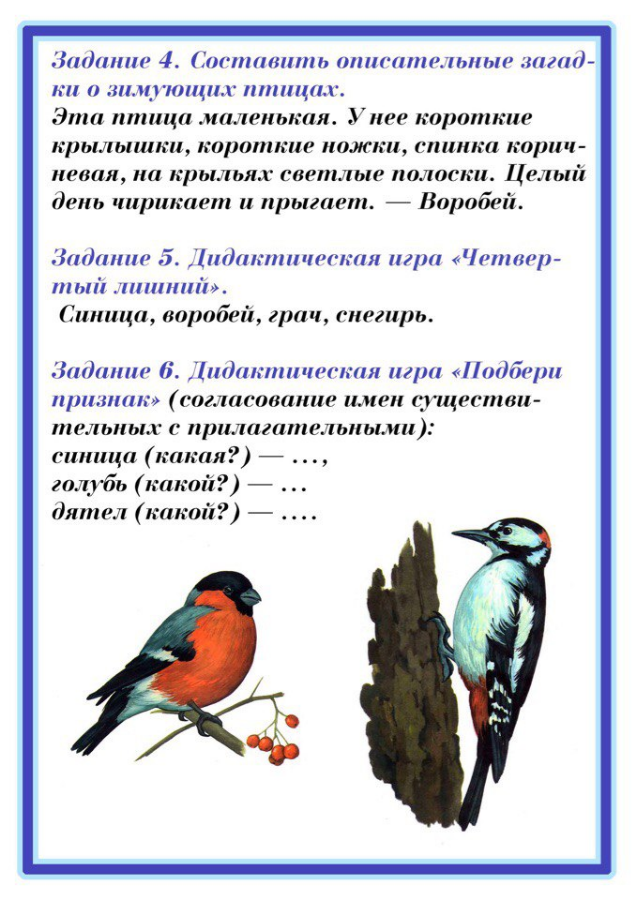 Задание 4. Составить описательные загад-
ки о зимующих птицах.
Эта птица маленькая. У нее короткие
крылышки, короткие ножки, спинка корич-
невая, на крыльях светлые полоски. Целый
день чирикает и прыгает. — Воробей.
Задание 5. Дидактическая игра «Четвер-
тый лишний».
Синица, воробей, грач, снегирь.
Задание 6. Дидактическая игра «Подбери
признак» (согласование имен существи-
тельных с прилагательными):
синица (какая?) — ...,
голубь (какой?) — ...
дятел (какой?) — ....